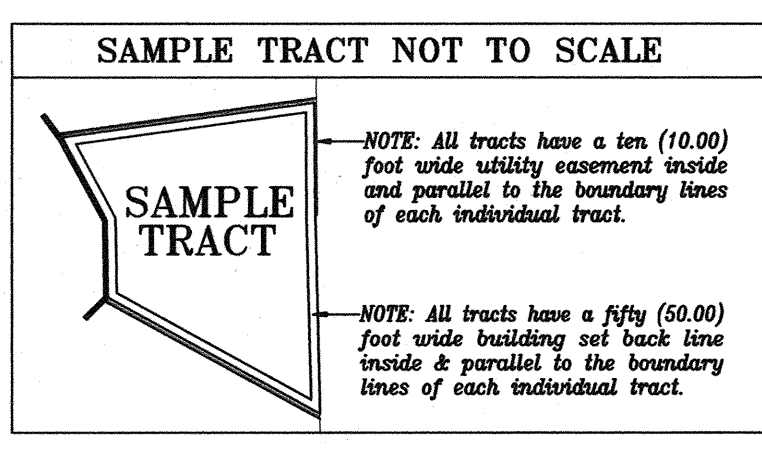 SAMPLE TRACT NOT TO SCALE
SAMPLE
TRACT
NOTE: All tracts have a ten (10.00)
foot wide utility easement inside
and parallel to the boundary lines
of each individual tract.
NOTE: All tracts have a fifty (50.00)
foot wide building set back line
inside & parallel to the boundary
lines of each individual tract.